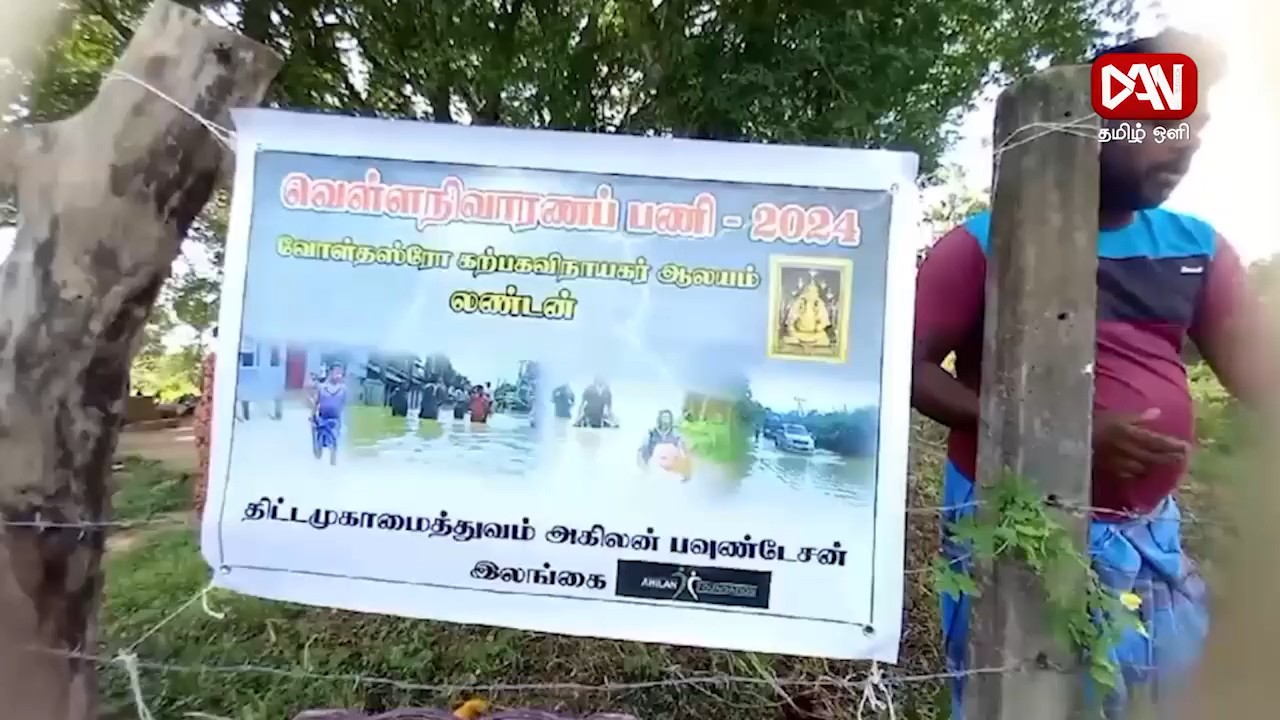 DAN
தமிழ் ஒளி
வெள்ளநிவாரணப் பணி - 2024
வோள்தஸ்ரோ கற்பகவிநாயகர் ஆலயம்
லண்டன்
திட்டமுகாமைத்துவம் அகிலன் பவுண்டேசன்
இலங்கை AHILAN FOUNDATION